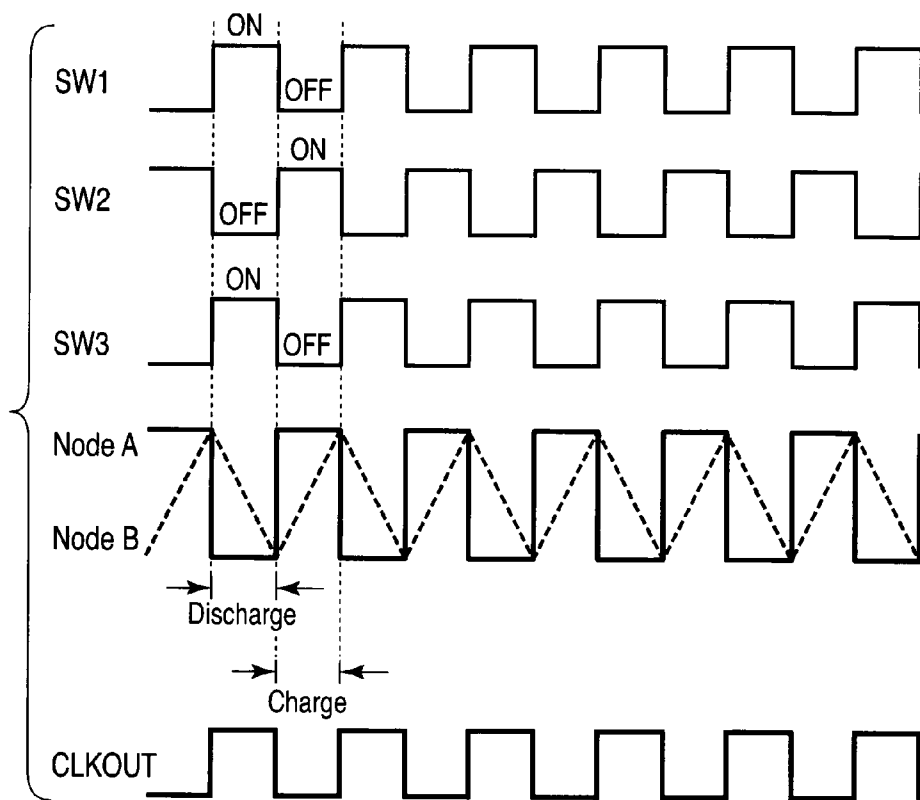 ON
SW1
OFF
ON
SW2
OFF
ON
SW3
OFF
Node A
Node B
Discharge
Charge
CLKOUT